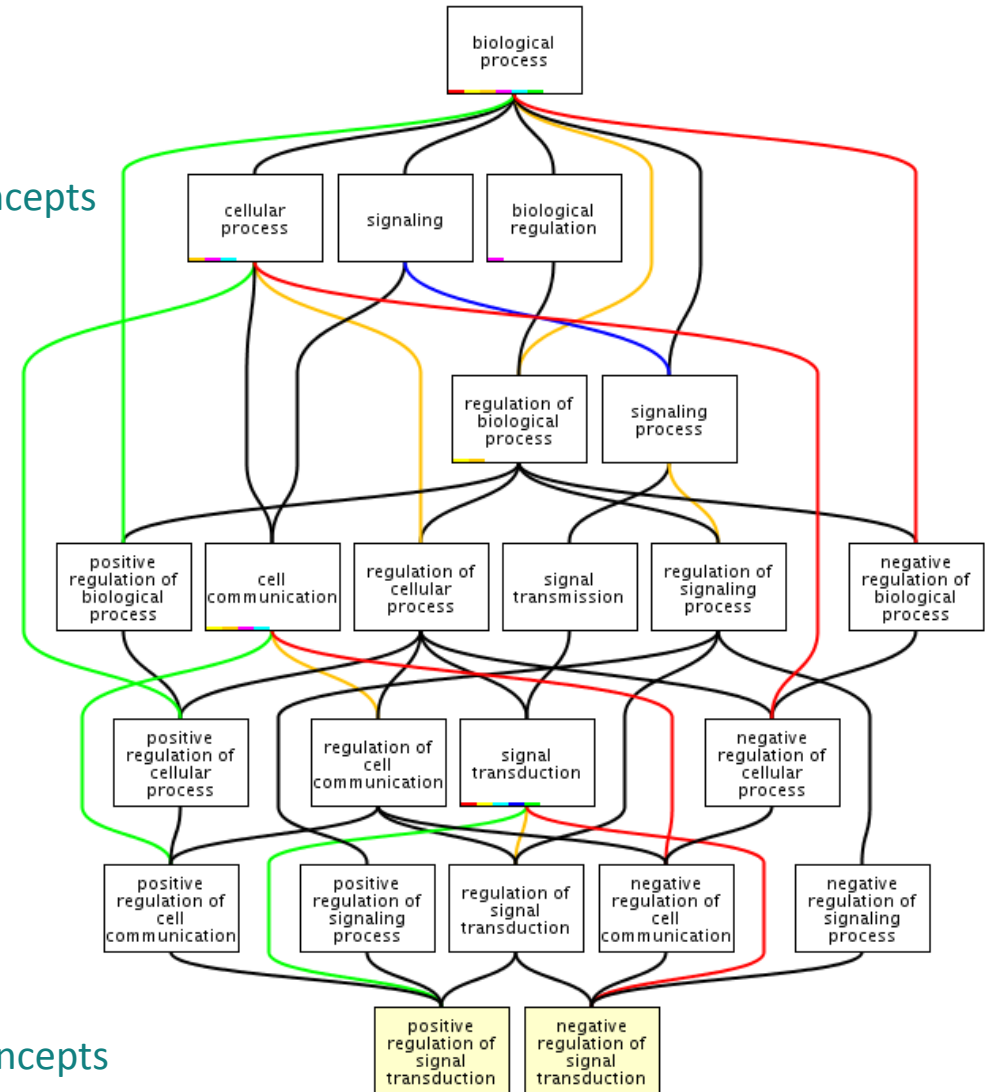 biological
process
ncepts
cellular
process
signaling
biological
regulation
regulation of
biological
process
signaling
process
positive
regulation of
biological
process
cell
communication
regulation of
cellular
process
signal
transmission
regulation of
signaling
process
negative
regulation of
biological
process
positive
regulation of
cellular
process
regulation of
cell
communication
signal
transduction
negative
regulation of
cellular
process
positive
regulation of
cell
communication
positive
regulation of
signaling
process
regulation of
signal
transduction
negative
regulation of
cell
communication
negative
regulation of
signaling
process
ncepts
positive
regulation of
signal
transduction
negative
regulation of
signal
transduction